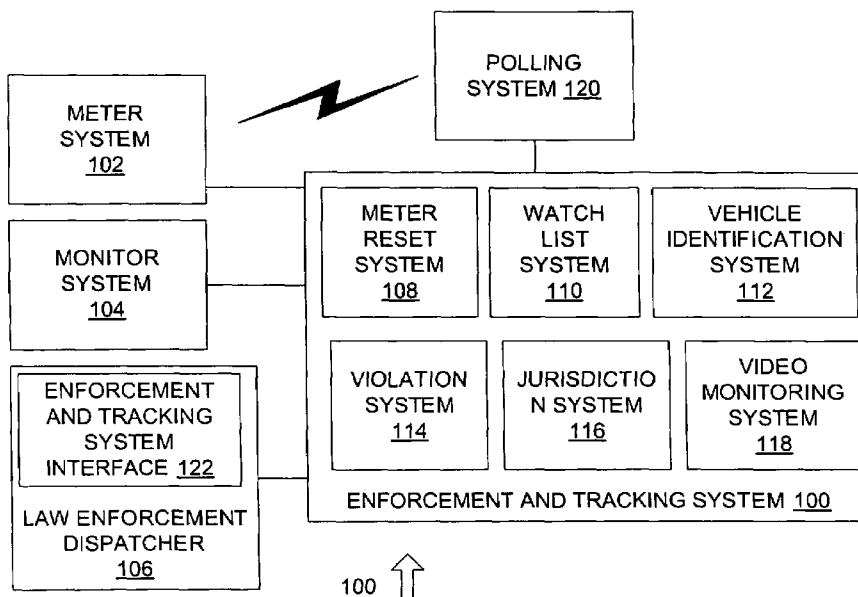 POLLING
SYSTEM 120
METER
SYSTEM
102
METER
RESET
SYSTEM
108
WATCH
LIST
SYSTEM
110
VEHICLE
IDENTIFICATION
SYSTEM
112
MONITOR
SYSTEM
104
VIOLATION
SYSTEM
114
JURISDICTIO
N SYSTEM
116
VIDEO
MONITORING
SYSTEM
118
ENFORCEMENT
AND TRACKING
SYSTEM
INTERFACE 122
LAW ENFORCEMENT
DISPATCHER
106
ENFORCEMENT AND TRACKING SYSTEM 100
100